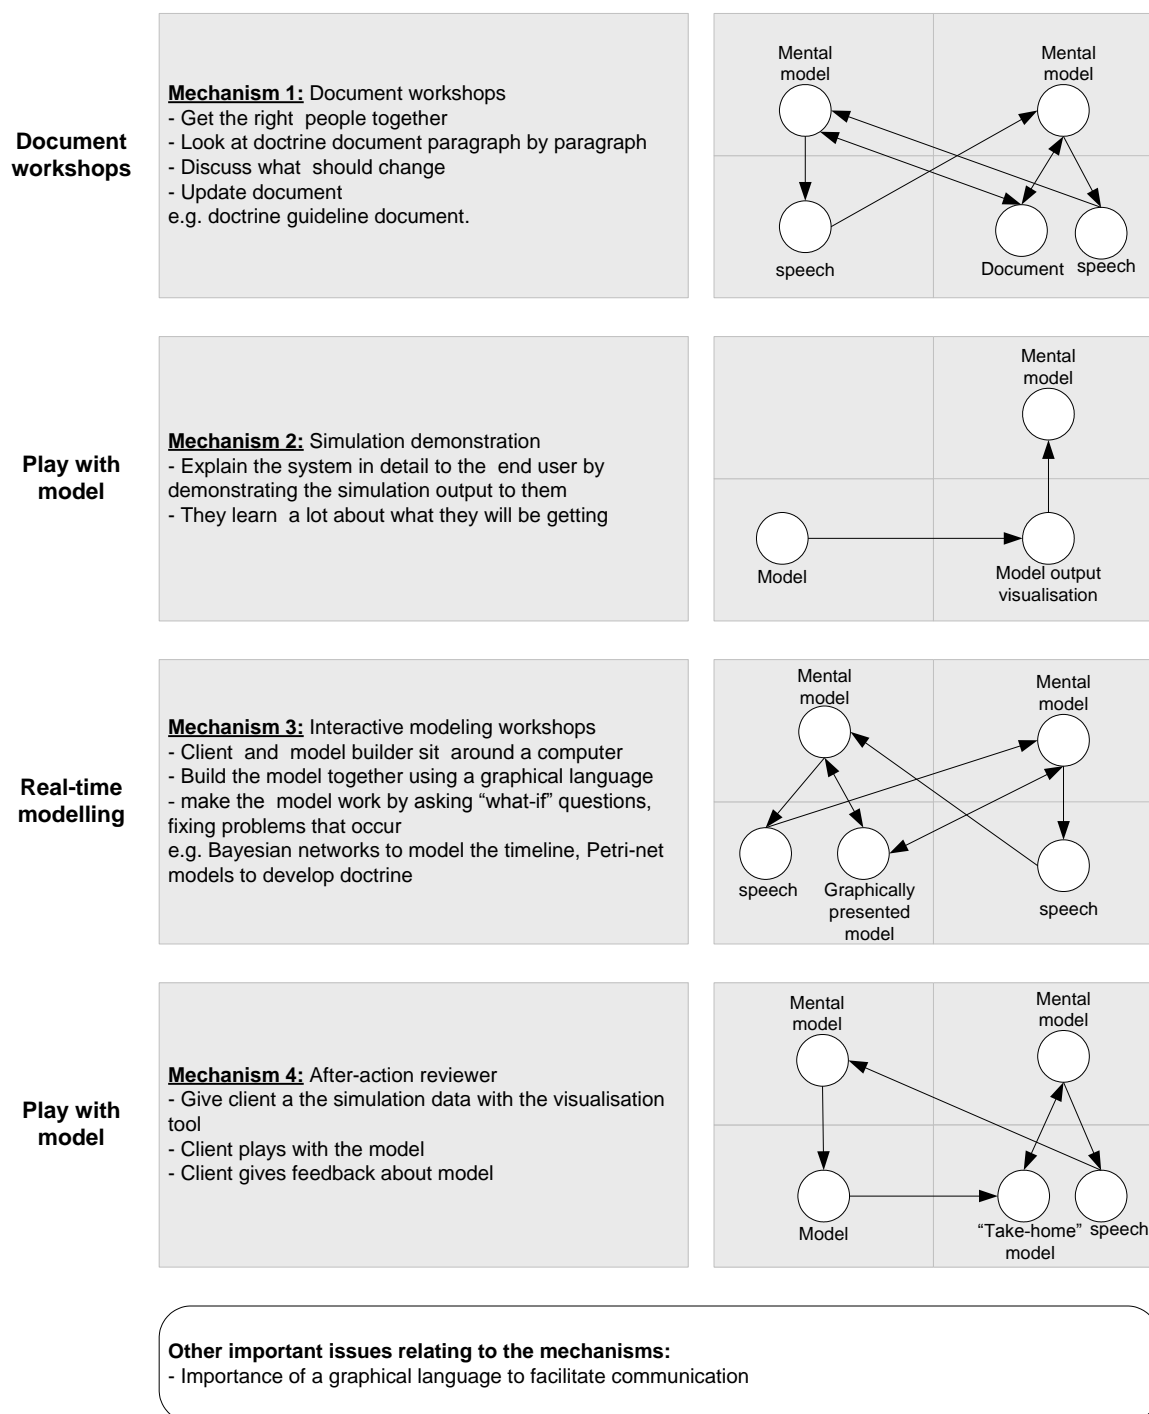 Document
workshops
Mechanism 1: Document workshops
- Get the right people together
- Look at doctrine document paragraph by paragraph
- Discuss what should change
- Update document
e.g. doctrine guideline document.
Mental
model
Mental
model
speech
Document
speech
Play with
model
Mechanism 2: Simulation demonstration
- Explain the system in detail to the end user by
demonstrating the simulation output to them
- They learn a lot about what they will be getting
Mental
model
Model
Model output
visualisation
Real-time
modelling
Mechanism 3: Interactive modeling workshops
- Client and model builder sit around a computer
- Build the model together using a graphical language
- make the model work by asking “what-if” questions,
fixing problems that occur
e.g. Bayesian networks to model the timeline, Petri-net
models to develop doctrine
Mental
model
Mental
model
speech
Graphically
presented
model
speech
Play with
model
Mechanism 4: After-action reviewer
- Give client a the simulation data with the visualisation
tool
- Client plays with the model
- Client gives feedback about model
Mental
model
Mental
model
Model
“Take-home”
model
speech
Other important issues relating to the mechanisms:
- Importance of a graphical language to facilitate communication